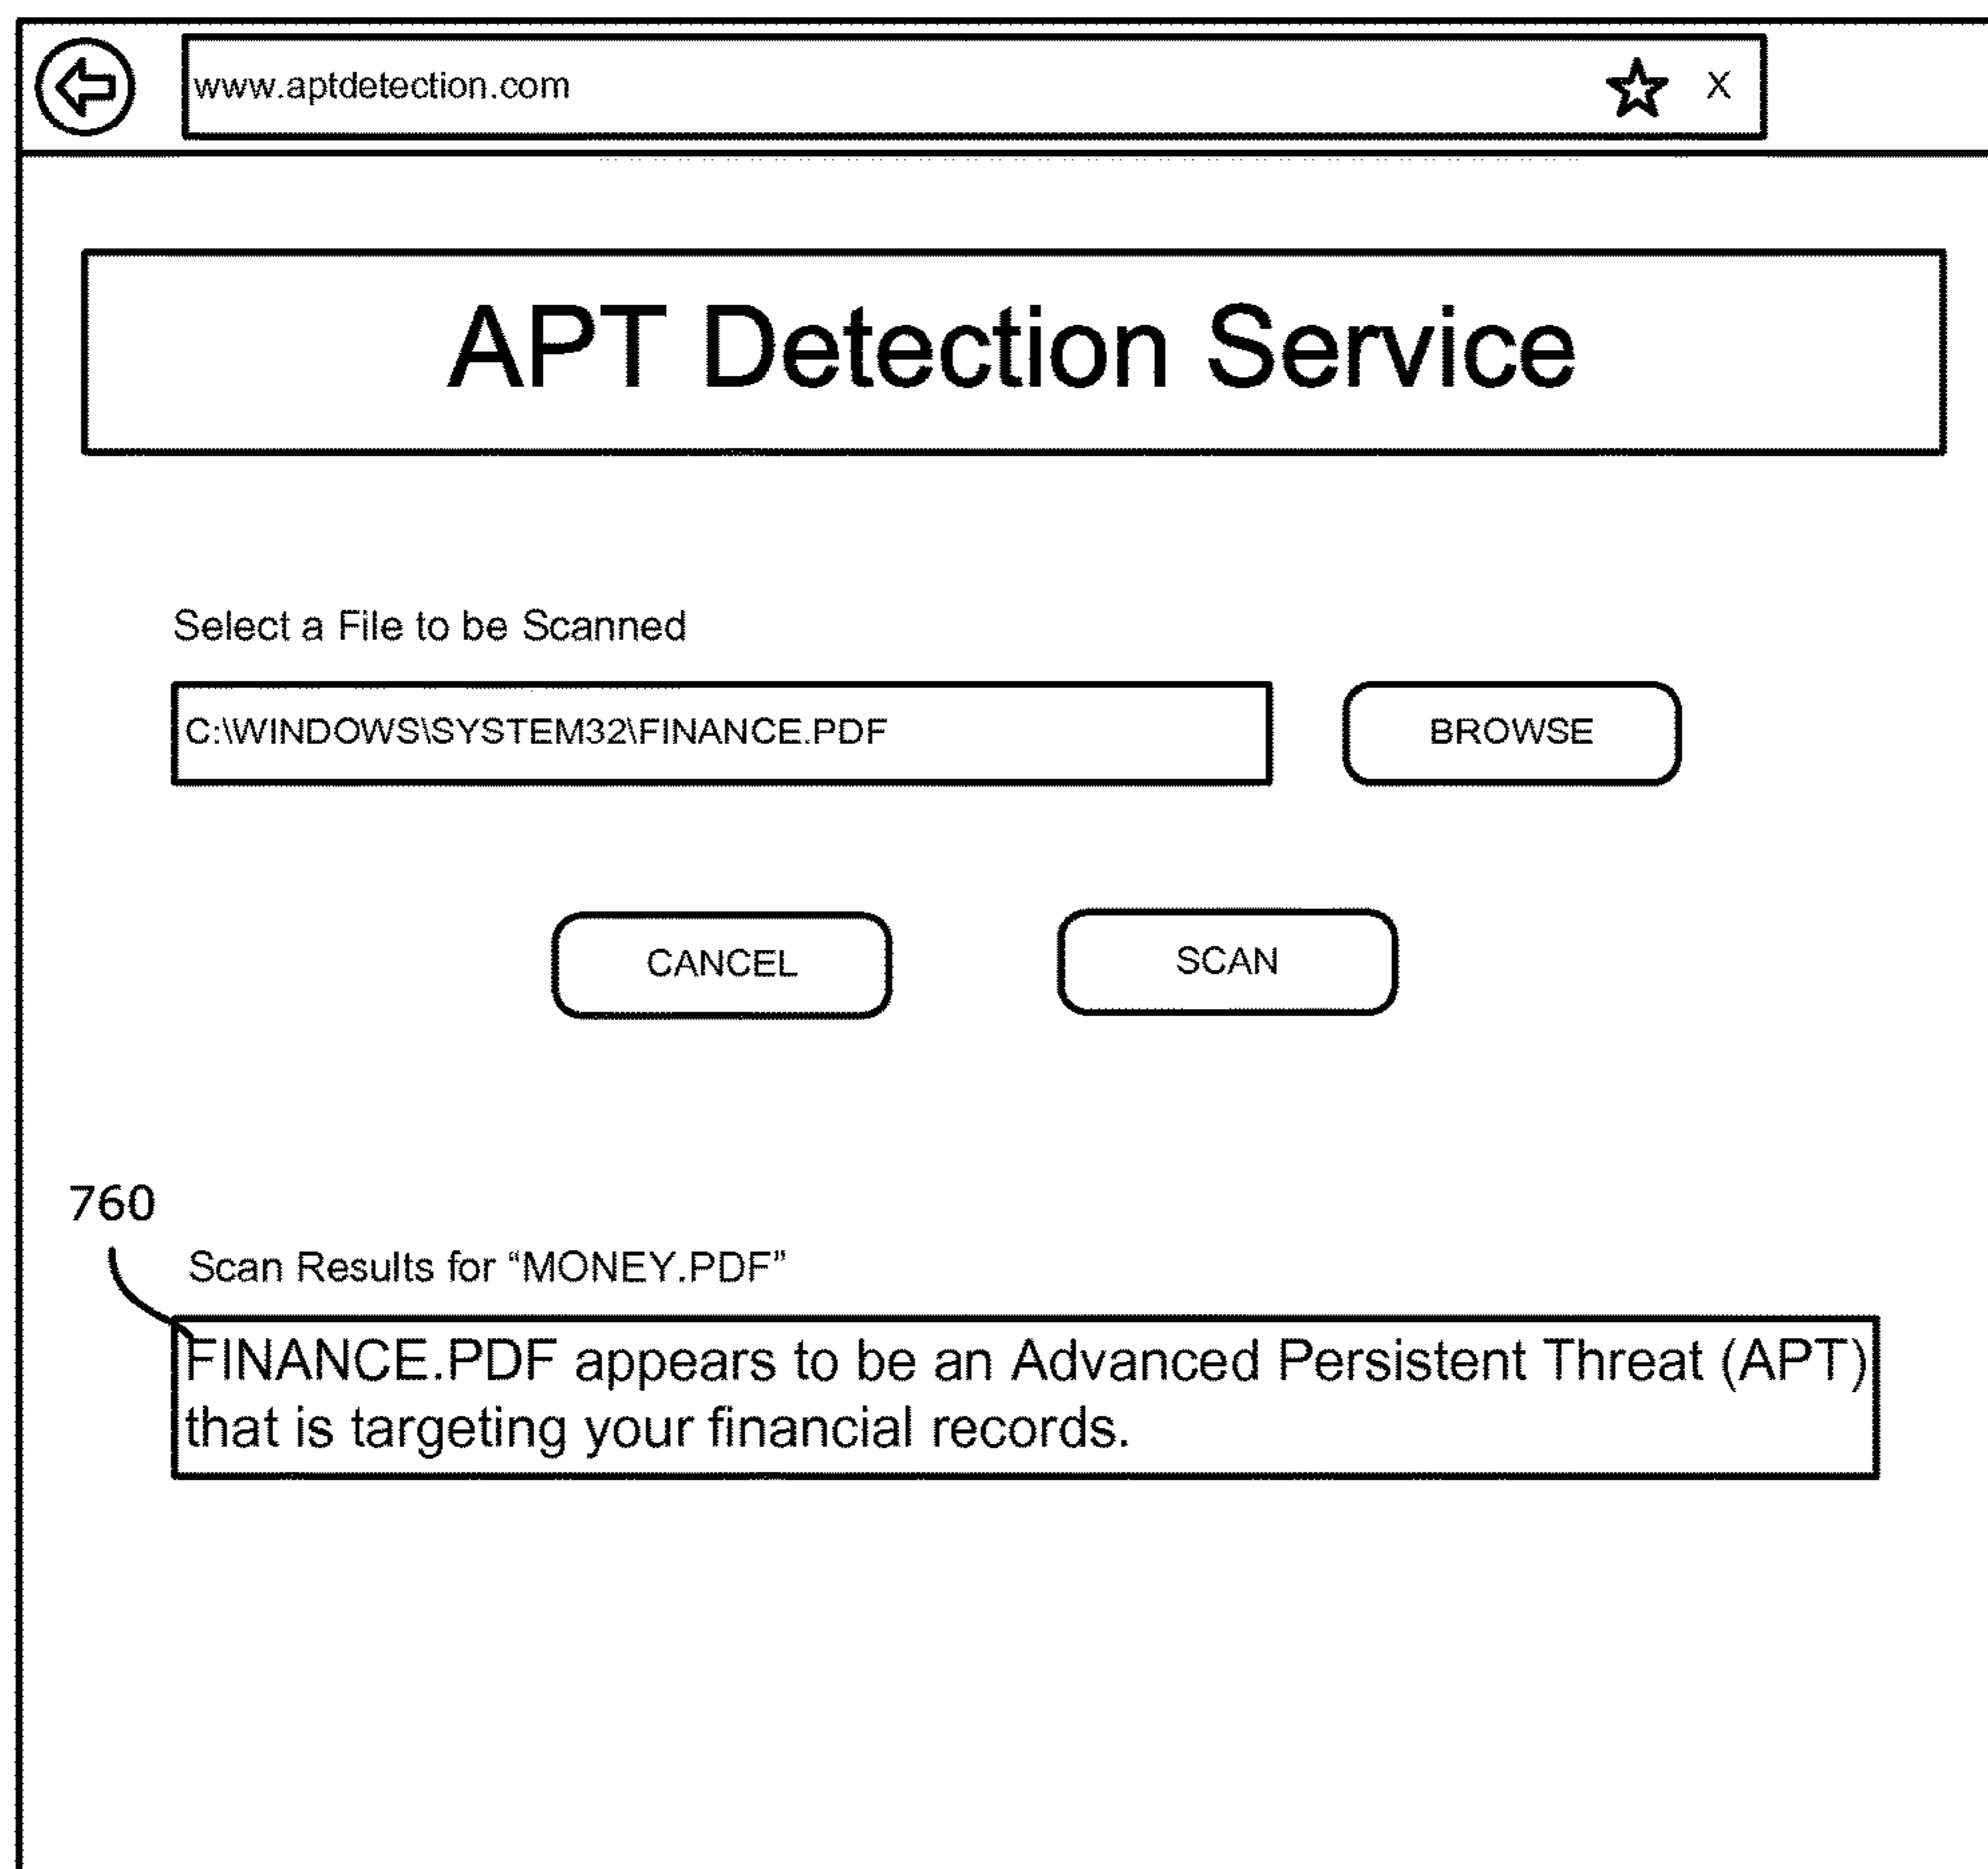 www.aptdetection.com X
APT Detection Service
Select a File to be Scanned
C:\WINDOWS\SYSTEM32\FINANCE.PDF BROWSE
CANCEL SCAN
760
Scan Results for “MONEY.PDF”
FINANCE.PDF appears to be an Advanced Persistent Threat (APT)
that is targeting your financial records.